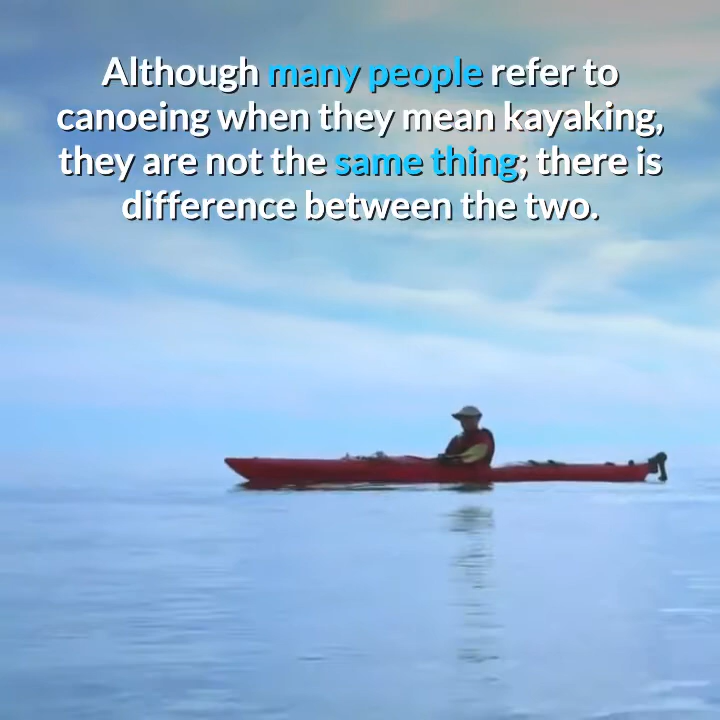 Although many people refer to
canoeing when they mean kayaking,
they are not the same thing; there is
difference between the two.